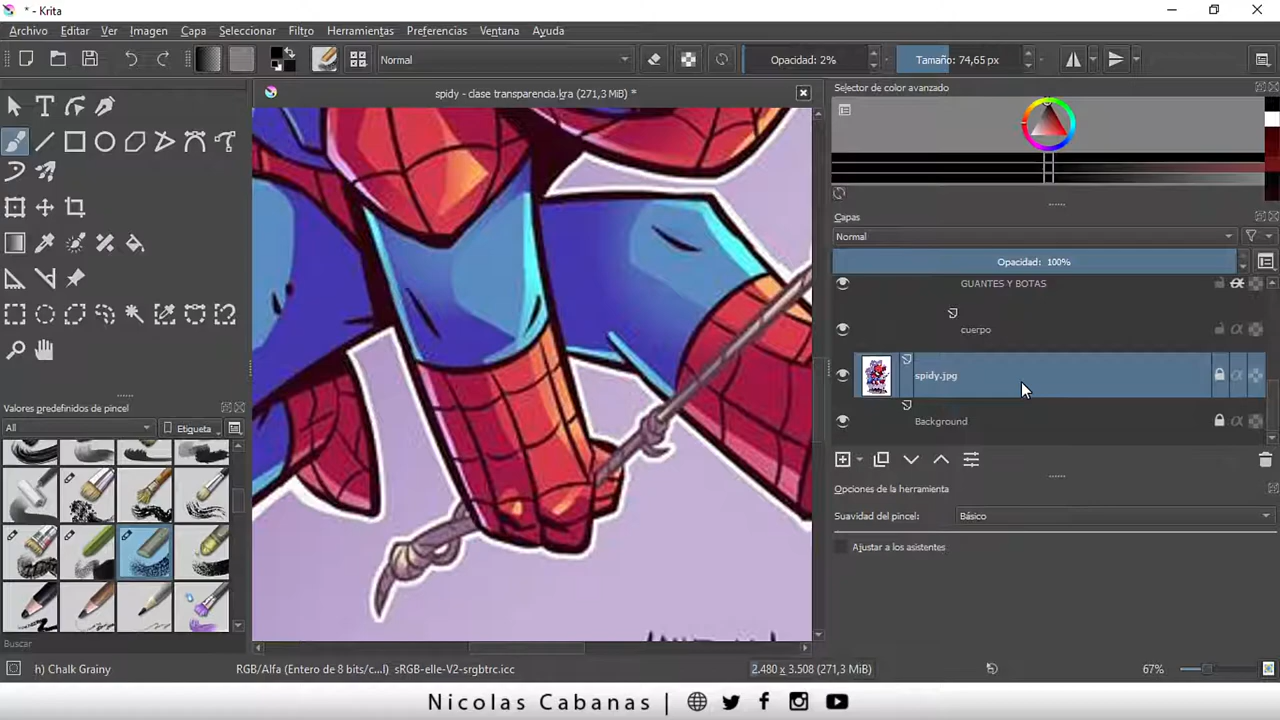 * - Krita
Archivo Editar Ver Imagen Capa Seleccionar Filtro Herramientas Preferencias Ventana Ayuda
Normal Opacidad: 2% Tamaño: 74,65 px
spidy - clase transparencia.kra (271,3 MiB) *
Selector de color avanzado
Capas
Normal
Opacidad: 100%
GUANTES Y BOTAS
cuerpo
spidy.jpg
Background
Opciones de la herramienta
Suavidad del pincel: Básico
Ajustar a los asistentes
Valores predefinidos de pincel
All Etiqueta
Buscar
h) Chalk Grainy RGB/Alfa (Entero de 8 bits/c...l) sRGB-elle-V2-srgbtrc.icc 2.480 x 3.508 (271,3 MiB) 67%
Nicolas Cabanas |